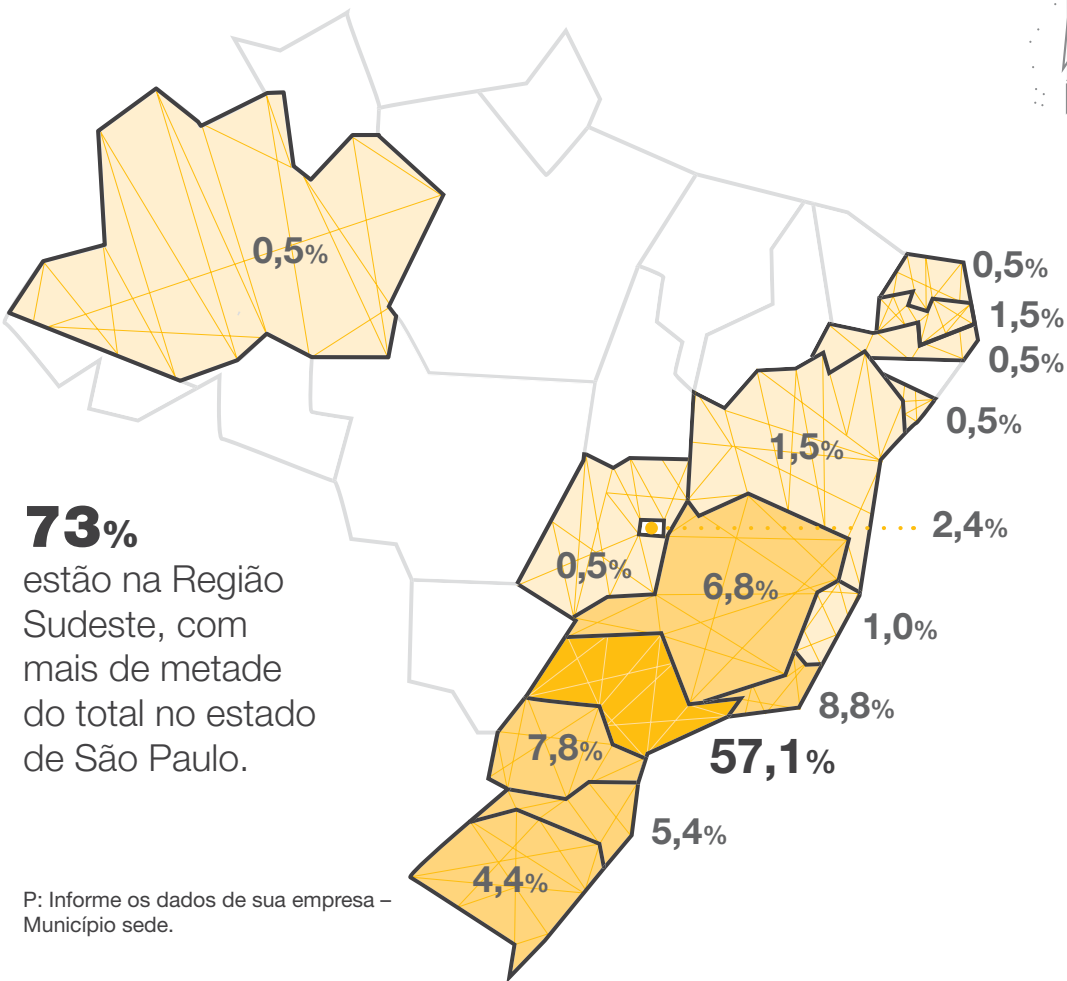 0,5%
0,5%
1,5%
0,5%
0,5%
1,5%
2,4%
0,5%
6,8%
1,0%
8,8%
57,1%
7,8%
5,4%
4,4%
73%
estão na Região
Sudeste, com
mais de metade
do total no estado
de São Paulo.
P: Informe os dados de sua empresa –
Município sede.